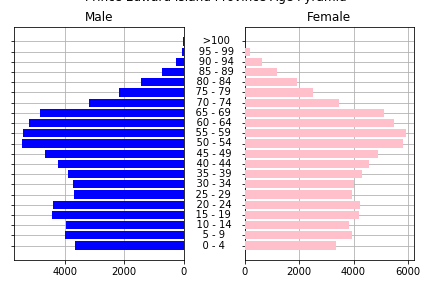 Prince Edward Island Province Age Pyramid
Male Female
>100
95 - 99
90 - 94
85 - 89
80 - 84
75 - 79
70 - 74
65 - 69
60 - 64
55 - 59
50 - 54
45 - 49
40 - 44
35 - 39
30 - 34
25 - 29
20 - 24
15 - 19
10 - 14
5 - 9
0 - 4
4000 2000 0 0 2000 4000 6000